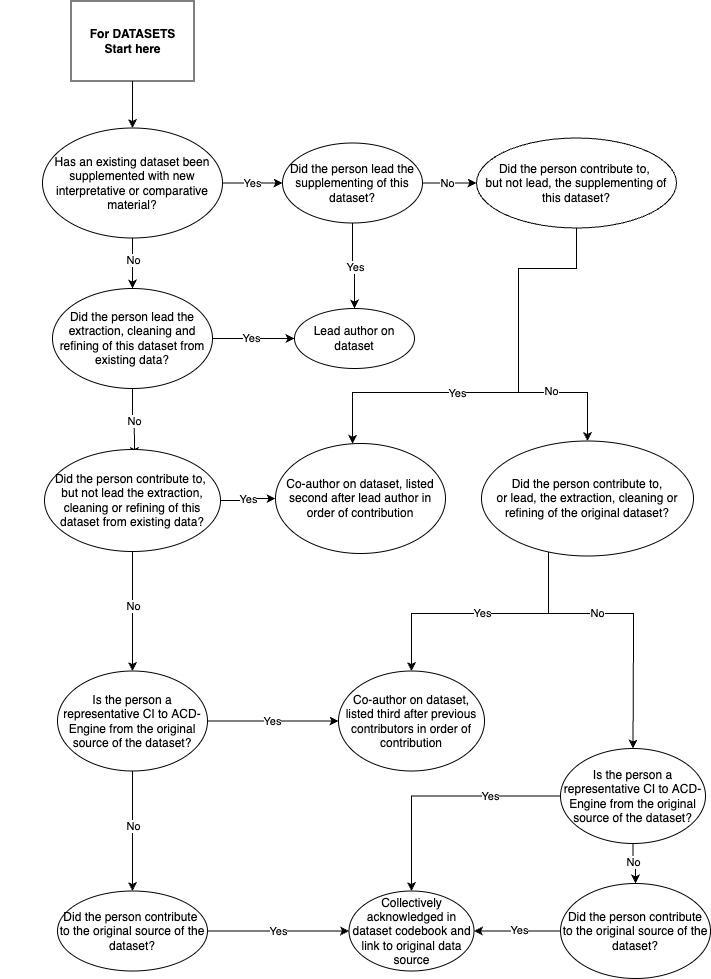 For DATASETS
Start here
Has an existing dataset been
supplemented with new
interpretative or comparative
material?
Yes
Did the person lead the
supplementing of this
dataset?
No
Did the person contribute to,
but not lead, the supplementing of
this dataset?
No
Yes
Did the person lead the
extraction, cleaning and
refining of this dataset from
existing data?
Yes
Lead author on
dataset
No
Yes
No
Did the person contribute to,
but not lead the extraction,
cleaning or refining of this
dataset from existing data?
Yes
Co-author on dataset, listed
second after lead author in
order of contribution
Did the person contribute to,
or lead, the extraction, cleaning or
refining of the original dataset?
No
Yes
No
Is the person a
representative CI to ACD-
Engine from the original
source of the dataset?
Yes
Co-author on dataset,
listed third after previous
contributors in order of
contribution
Is the person a
representative CI to ACD-
Engine from the original
source of the dataset?
Yes
No
No
Did the person contribute
to the original source of the
dataset?
Yes
Collectively
acknowledged in
dataset codebook and
link to original data
source
Yes
Did the person contribute
to the original source of the
dataset?